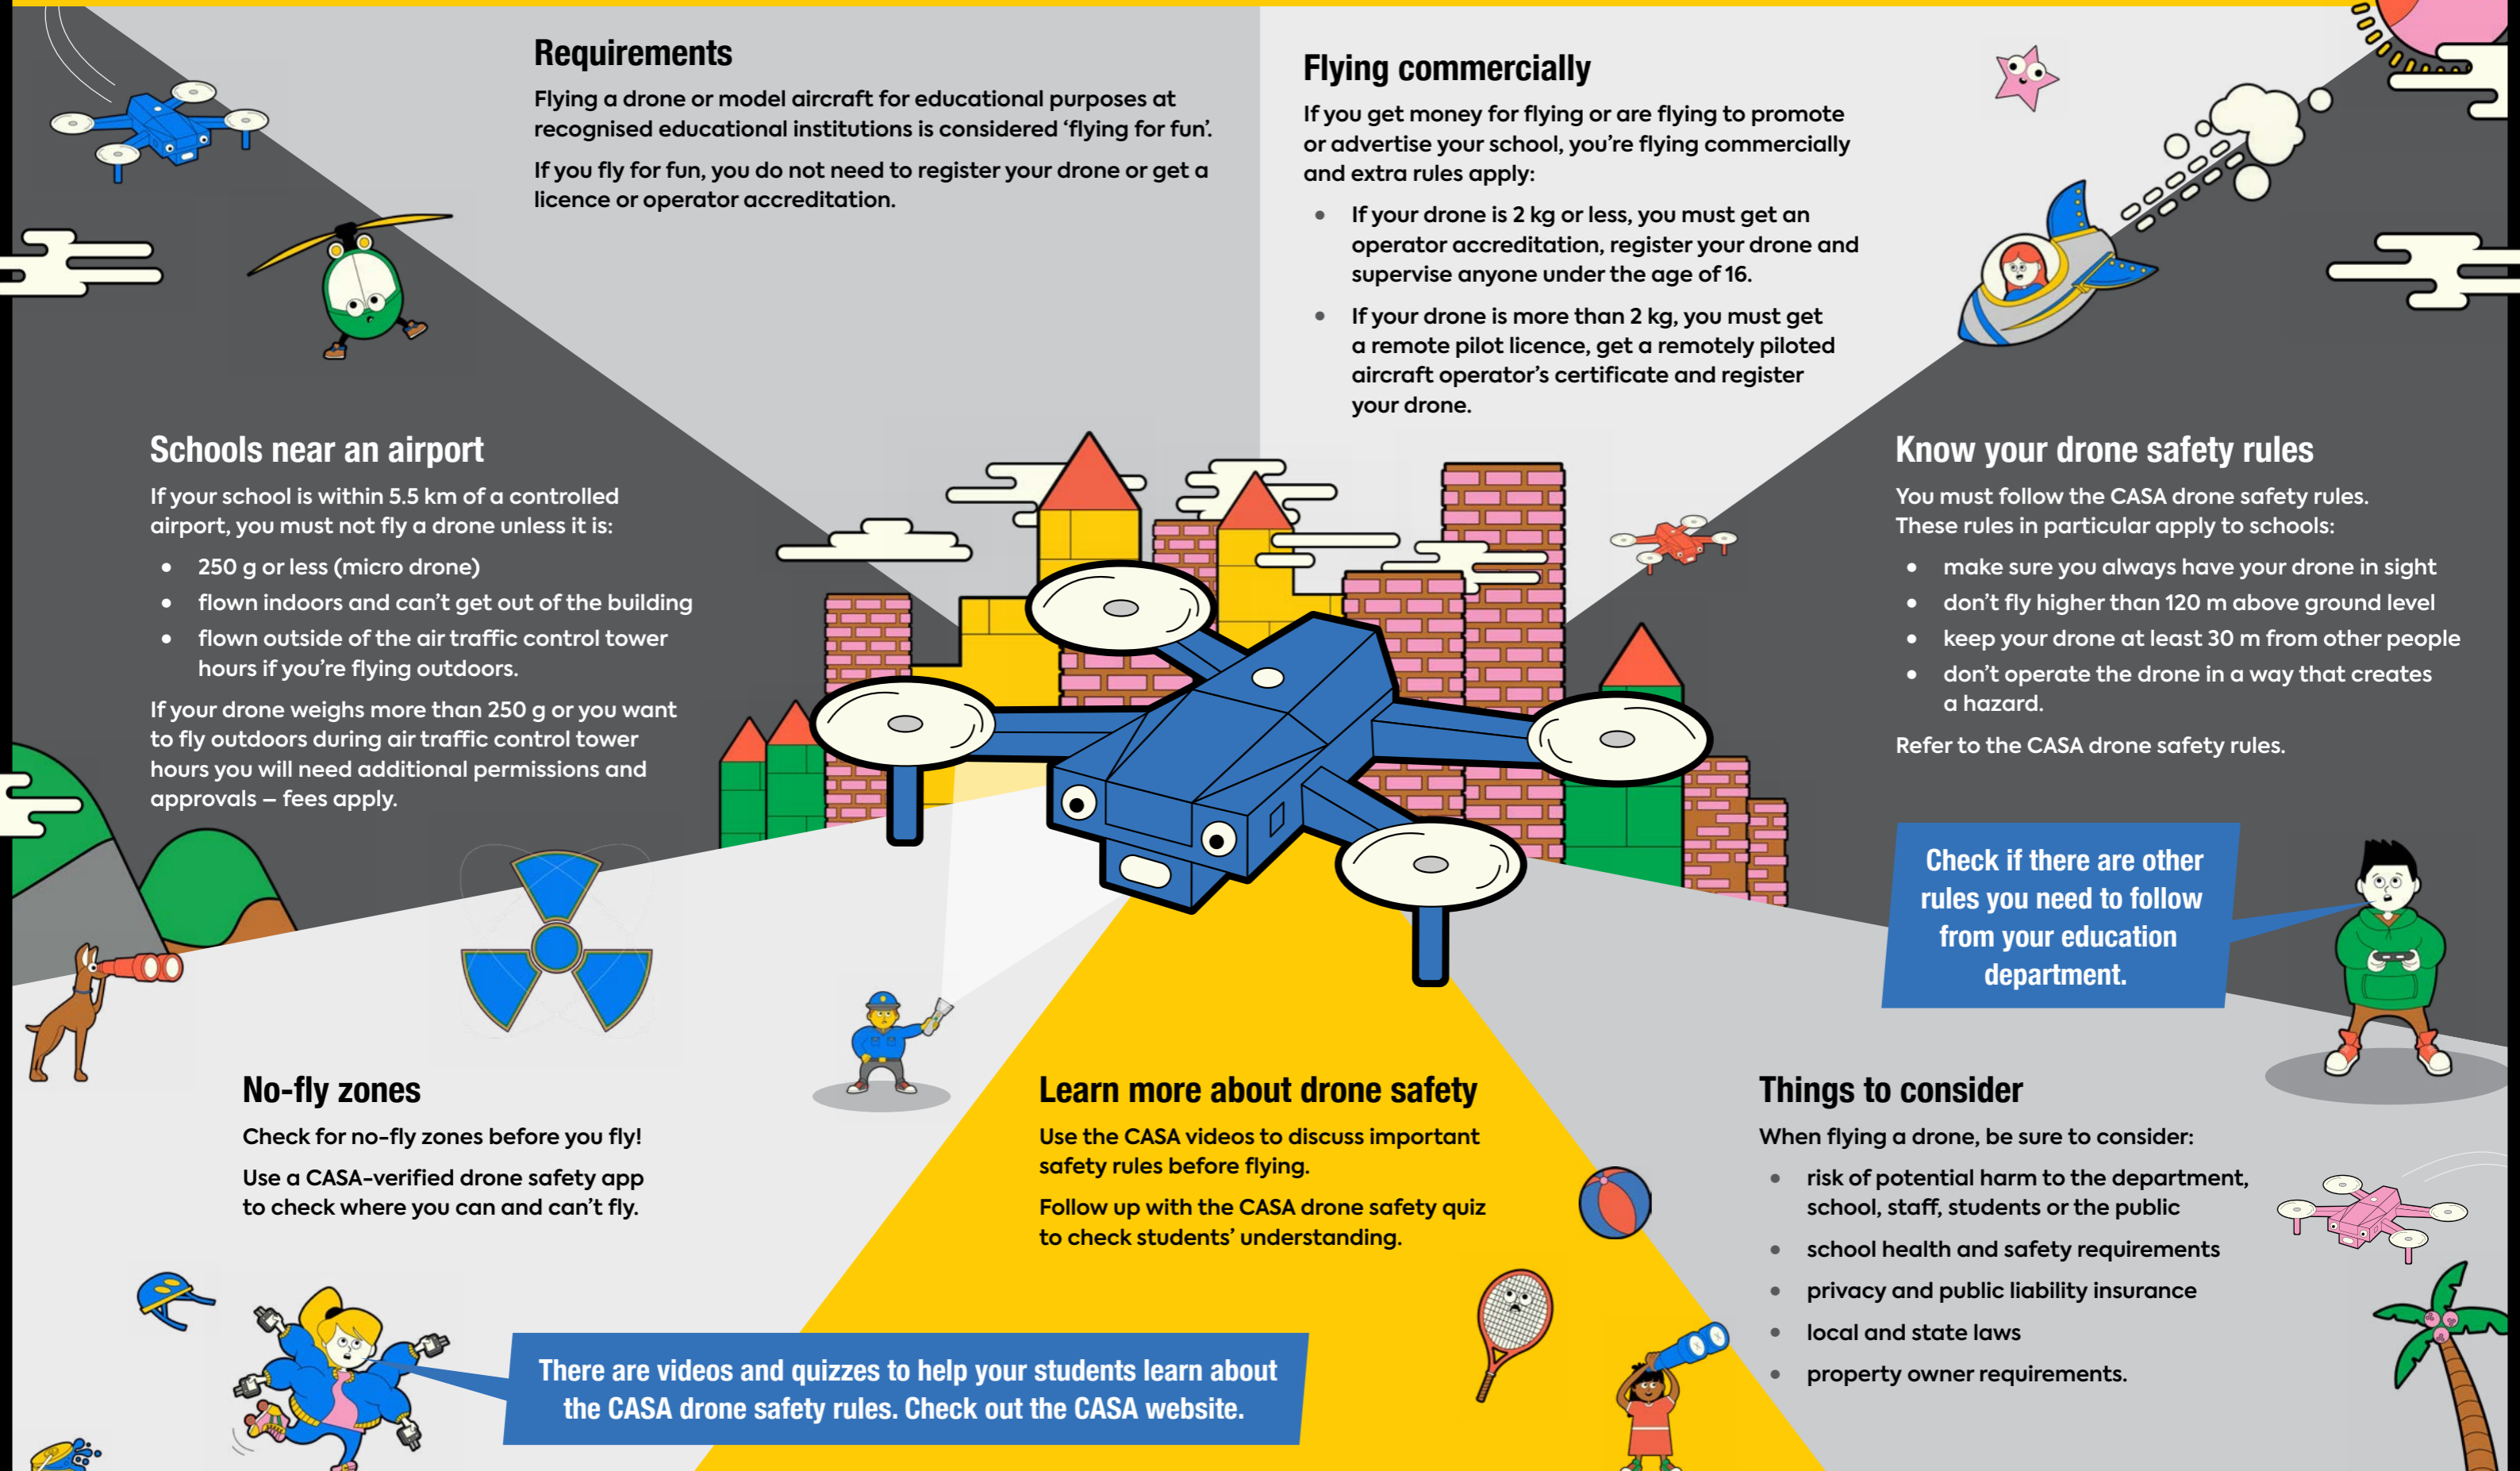 Requirements
Flying a drone or model aircraft for educational purposes at
recognised educational institutions is considered ‘flying for fun’.
If you fly for fun, you do not need to register your drone or get a
licence or operator accreditation.
Flying commercially
If you get money for flying or are flying to promote
or advertise your school, you’re flying commercially
and extra rules apply:
• If your drone is 2 kg or less, you must get an
operator accreditation, register your drone and
supervise anyone under the age of 16.
• If your drone is more than 2 kg, you must get
a remote pilot licence, get a remotely piloted
aircraft operator’s certificate and register
your drone.
Schools near an airport
If your school is within 5.5 km of a controlled
airport, you must not fly a drone unless it is:
• 250 g or less (micro drone)
• flown indoors and can’t get out of the building
• flown outside of the air traffic control tower
hours if you’re flying outdoors.
If your drone weighs more than 250 g or you want
to fly outdoors during air traffic control tower
hours you will need additional permissions and
approvals – fees apply.
Know your drone safety rules
You must follow the CASA drone safety rules.
These rules in particular apply to schools:
• make sure you always have your drone in sight
• don’t fly higher than 120 m above ground level
• keep your drone at least 30 m from other people
• don’t operate the drone in a way that creates
a hazard.
Refer to the CASA drone safety rules.
Check if there are other
rules you need to follow
from your education
department.
No-fly zones
Check for no-fly zones before you fly!
Use a CASA-verified drone safety app
to check where you can and can’t fly.
Learn more about drone safety
Use the CASA videos to discuss important
safety rules before flying.
Follow up with the CASA drone safety quiz
to check students’ understanding.
Things to consider
When flying a drone, be sure to consider:
• risk of potential harm to the department,
school, staff, students or the public
• school health and safety requirements
• privacy and public liability insurance
• local and state laws
• property owner requirements.
There are videos and quizzes to help your students learn about
the CASA drone safety rules. Check out the CASA website.